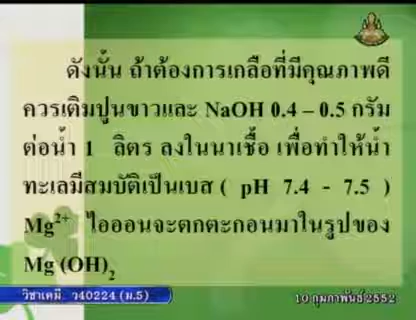 ดังนั้น ถ้าต้องการเกลือที่มีคุณภาพดี
ควรเติมปูนขาวและ NaOH 0.4 – 0.5 กรัม
ต่อน้ำ 1 ลิตร ลงในนาเชื้อ เพื่อทำให้น้ำ
ทะเลมีสมบัติเป็นเบส ( pH 7.4 - 7.5 )
Mg²⁺ ไอออนจะตกตะกอนมาในรูปของ
Mg (OH)₂
วิชาเคมี ว40224 (ม.5)
10 กุมภาพันธ์ 2552